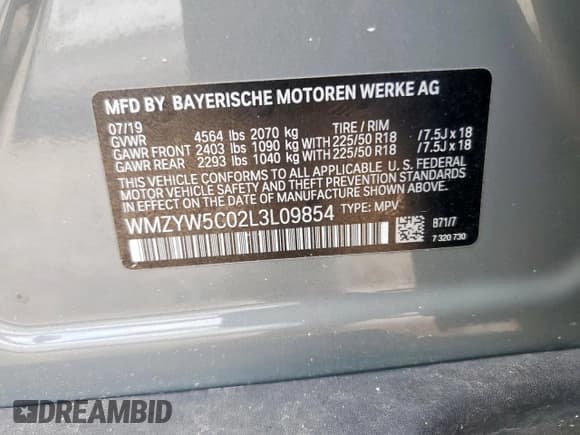 MFD BY BAYERISCHE MOTOREN WERKE AG
07/19
GVWR 4564 lbs 2070 kg TIRE / RIM
GAWR FRONT 2403 lbs 1090 kg WITH 225/50 R18 /7.5J x 18
GAWR REAR 2293 lbs 1040 kg WITH 225/50 R18 /7.5J x 18
THIS VEHICLE CONFORMS TO ALL APPLICABLE U. S. FEDERAL
MOTOR VEHICLE SAFETY AND THEFT PREVENTION STANDARDS
IN EFFECT ON THE DATE OF MANUFACTURE SHOWN ABOVE.
WMZYW5C02L3L09854 TYPE: MPV
B71/7
7 320 730
DREAMBID